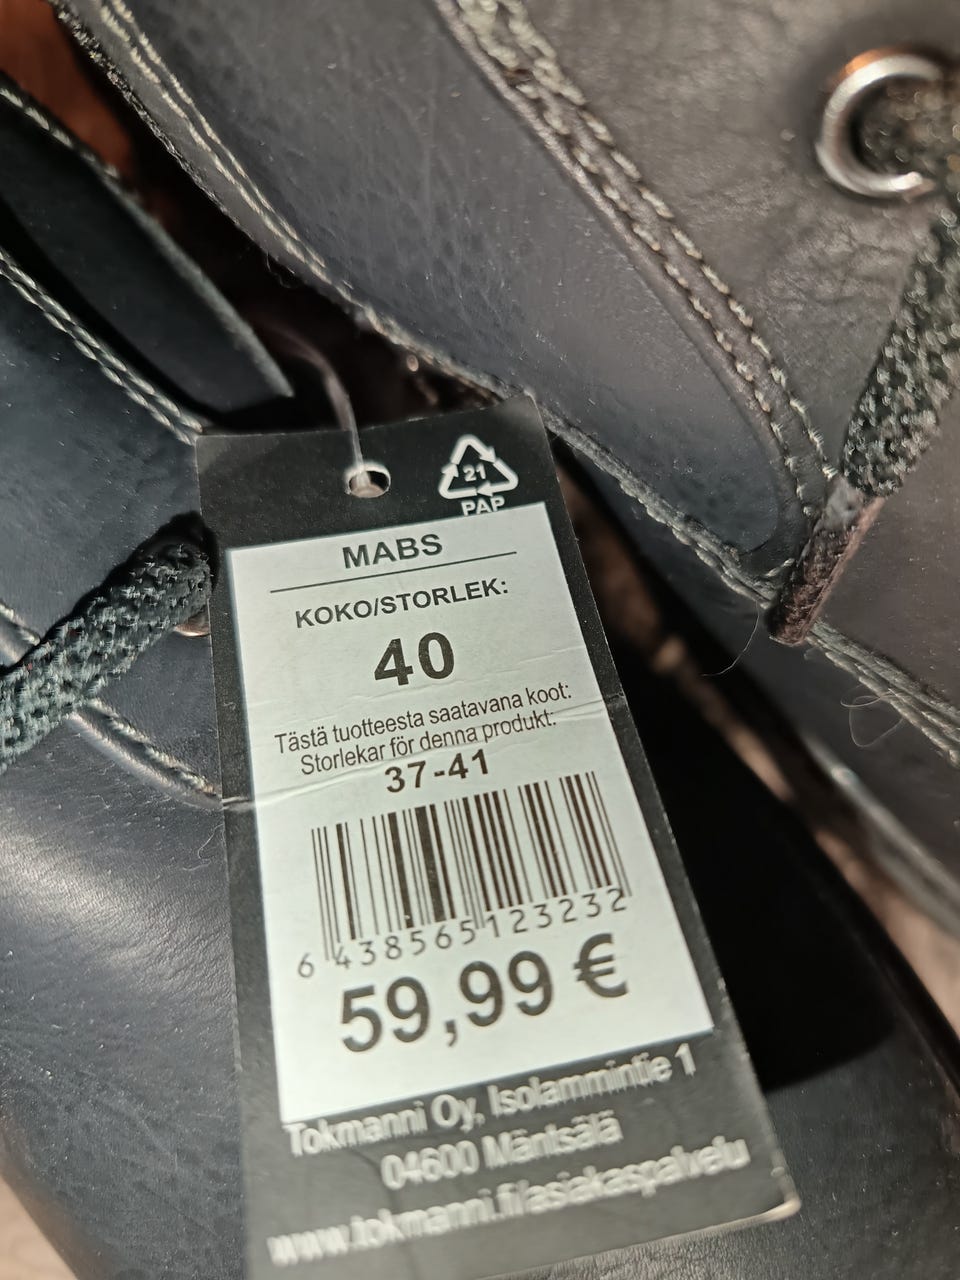 21
PAP
MABS
KOKO/STORLEK:
40
Tästä tuotteesta saatavana koot:
Storlekar för denna produkt:
37-41
6 438565 123232
59,99 €
Tokmanni Oy, Isolammintie 1
04600 Mäntsälä
www.tokmanni.fi/asiakaspalvelu